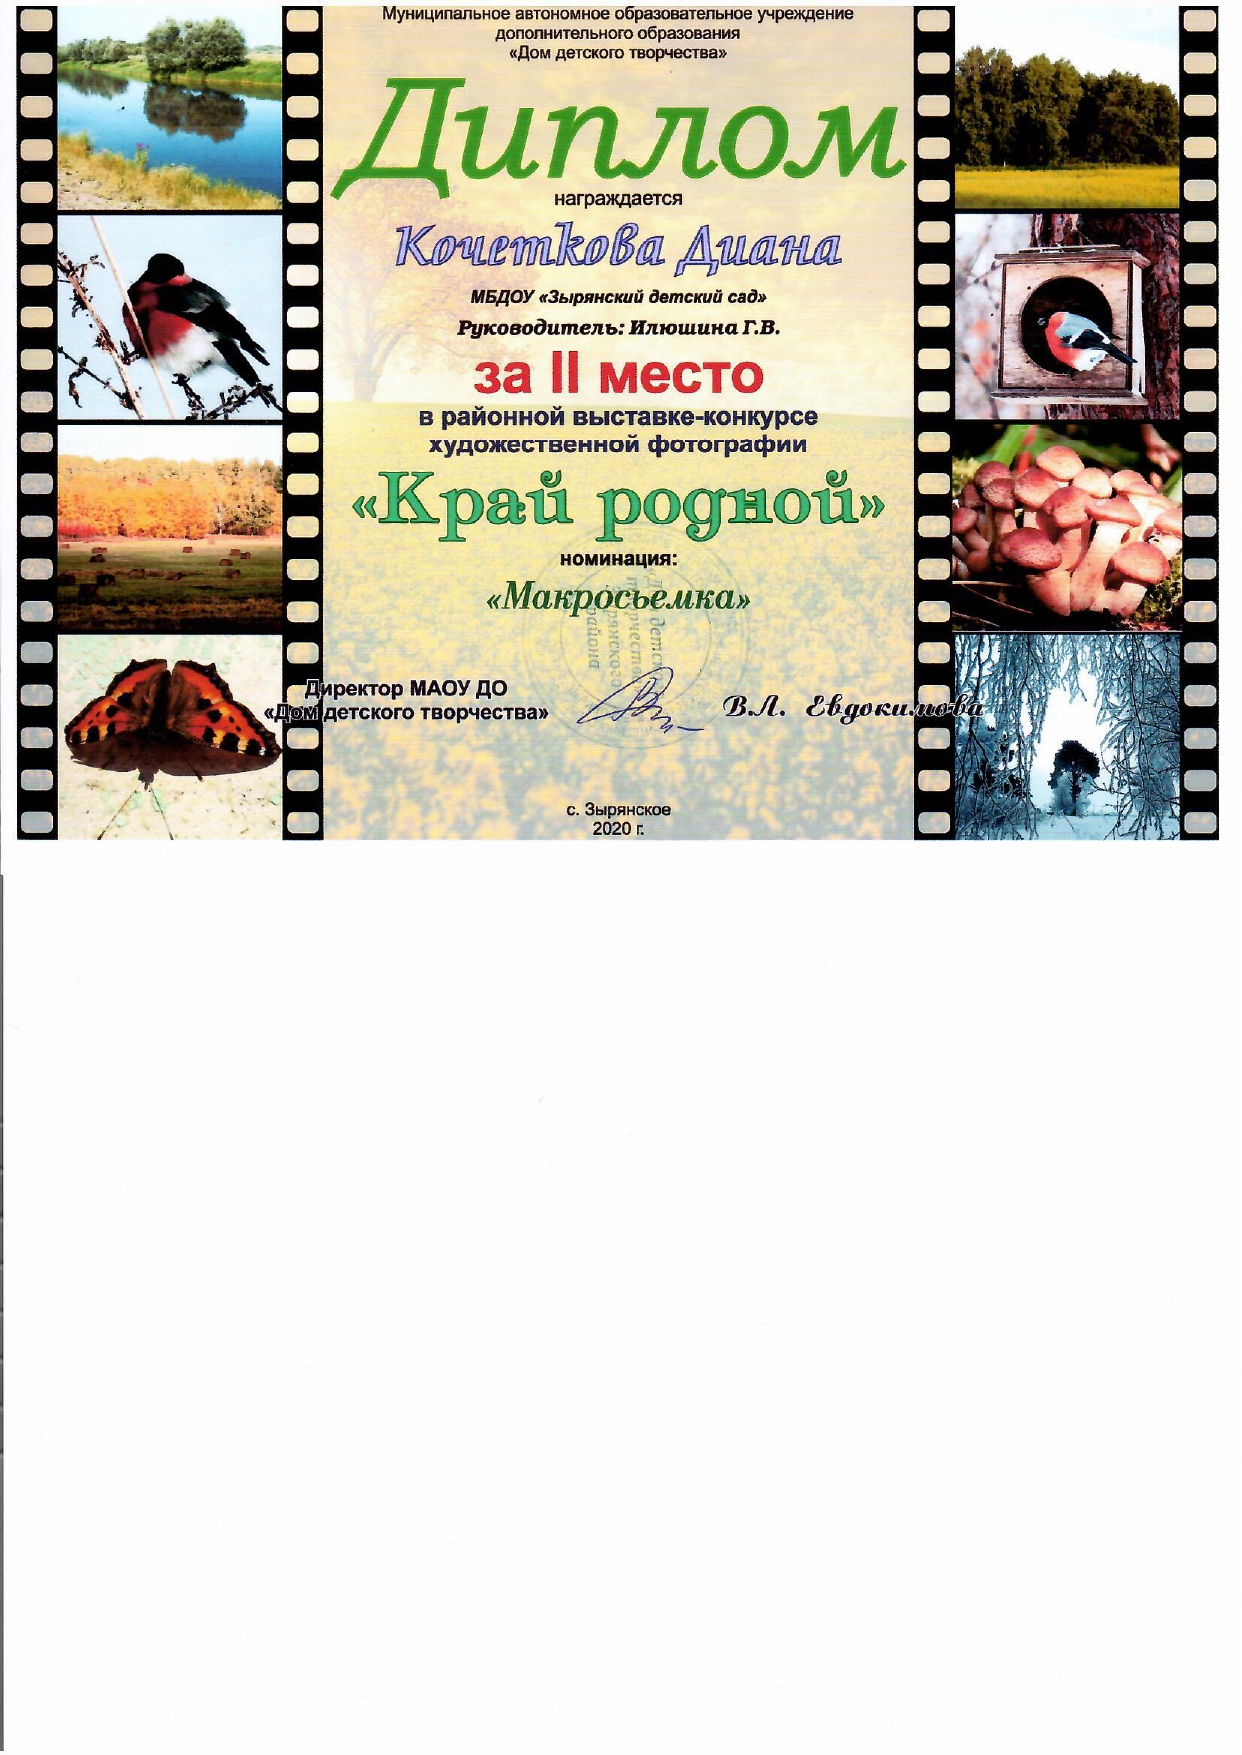 Муниципальное автономное образовательное учреждение
дополнительного образования
«Дом детского творчества»
Диплом
награждается
Кочеткова Диана
МБДОУ «Зырянский детский сад»
Руководитель: Илюшина Г.В.
за II место
в районной выставке-конкурсе
художественной фотографии
«Край родной»
номинация:
«Макросьемка»
Директор МАОУ ДО
«Дом детского творчества»
В.Л. Евдокимова
с. Зырянское
2020 г.